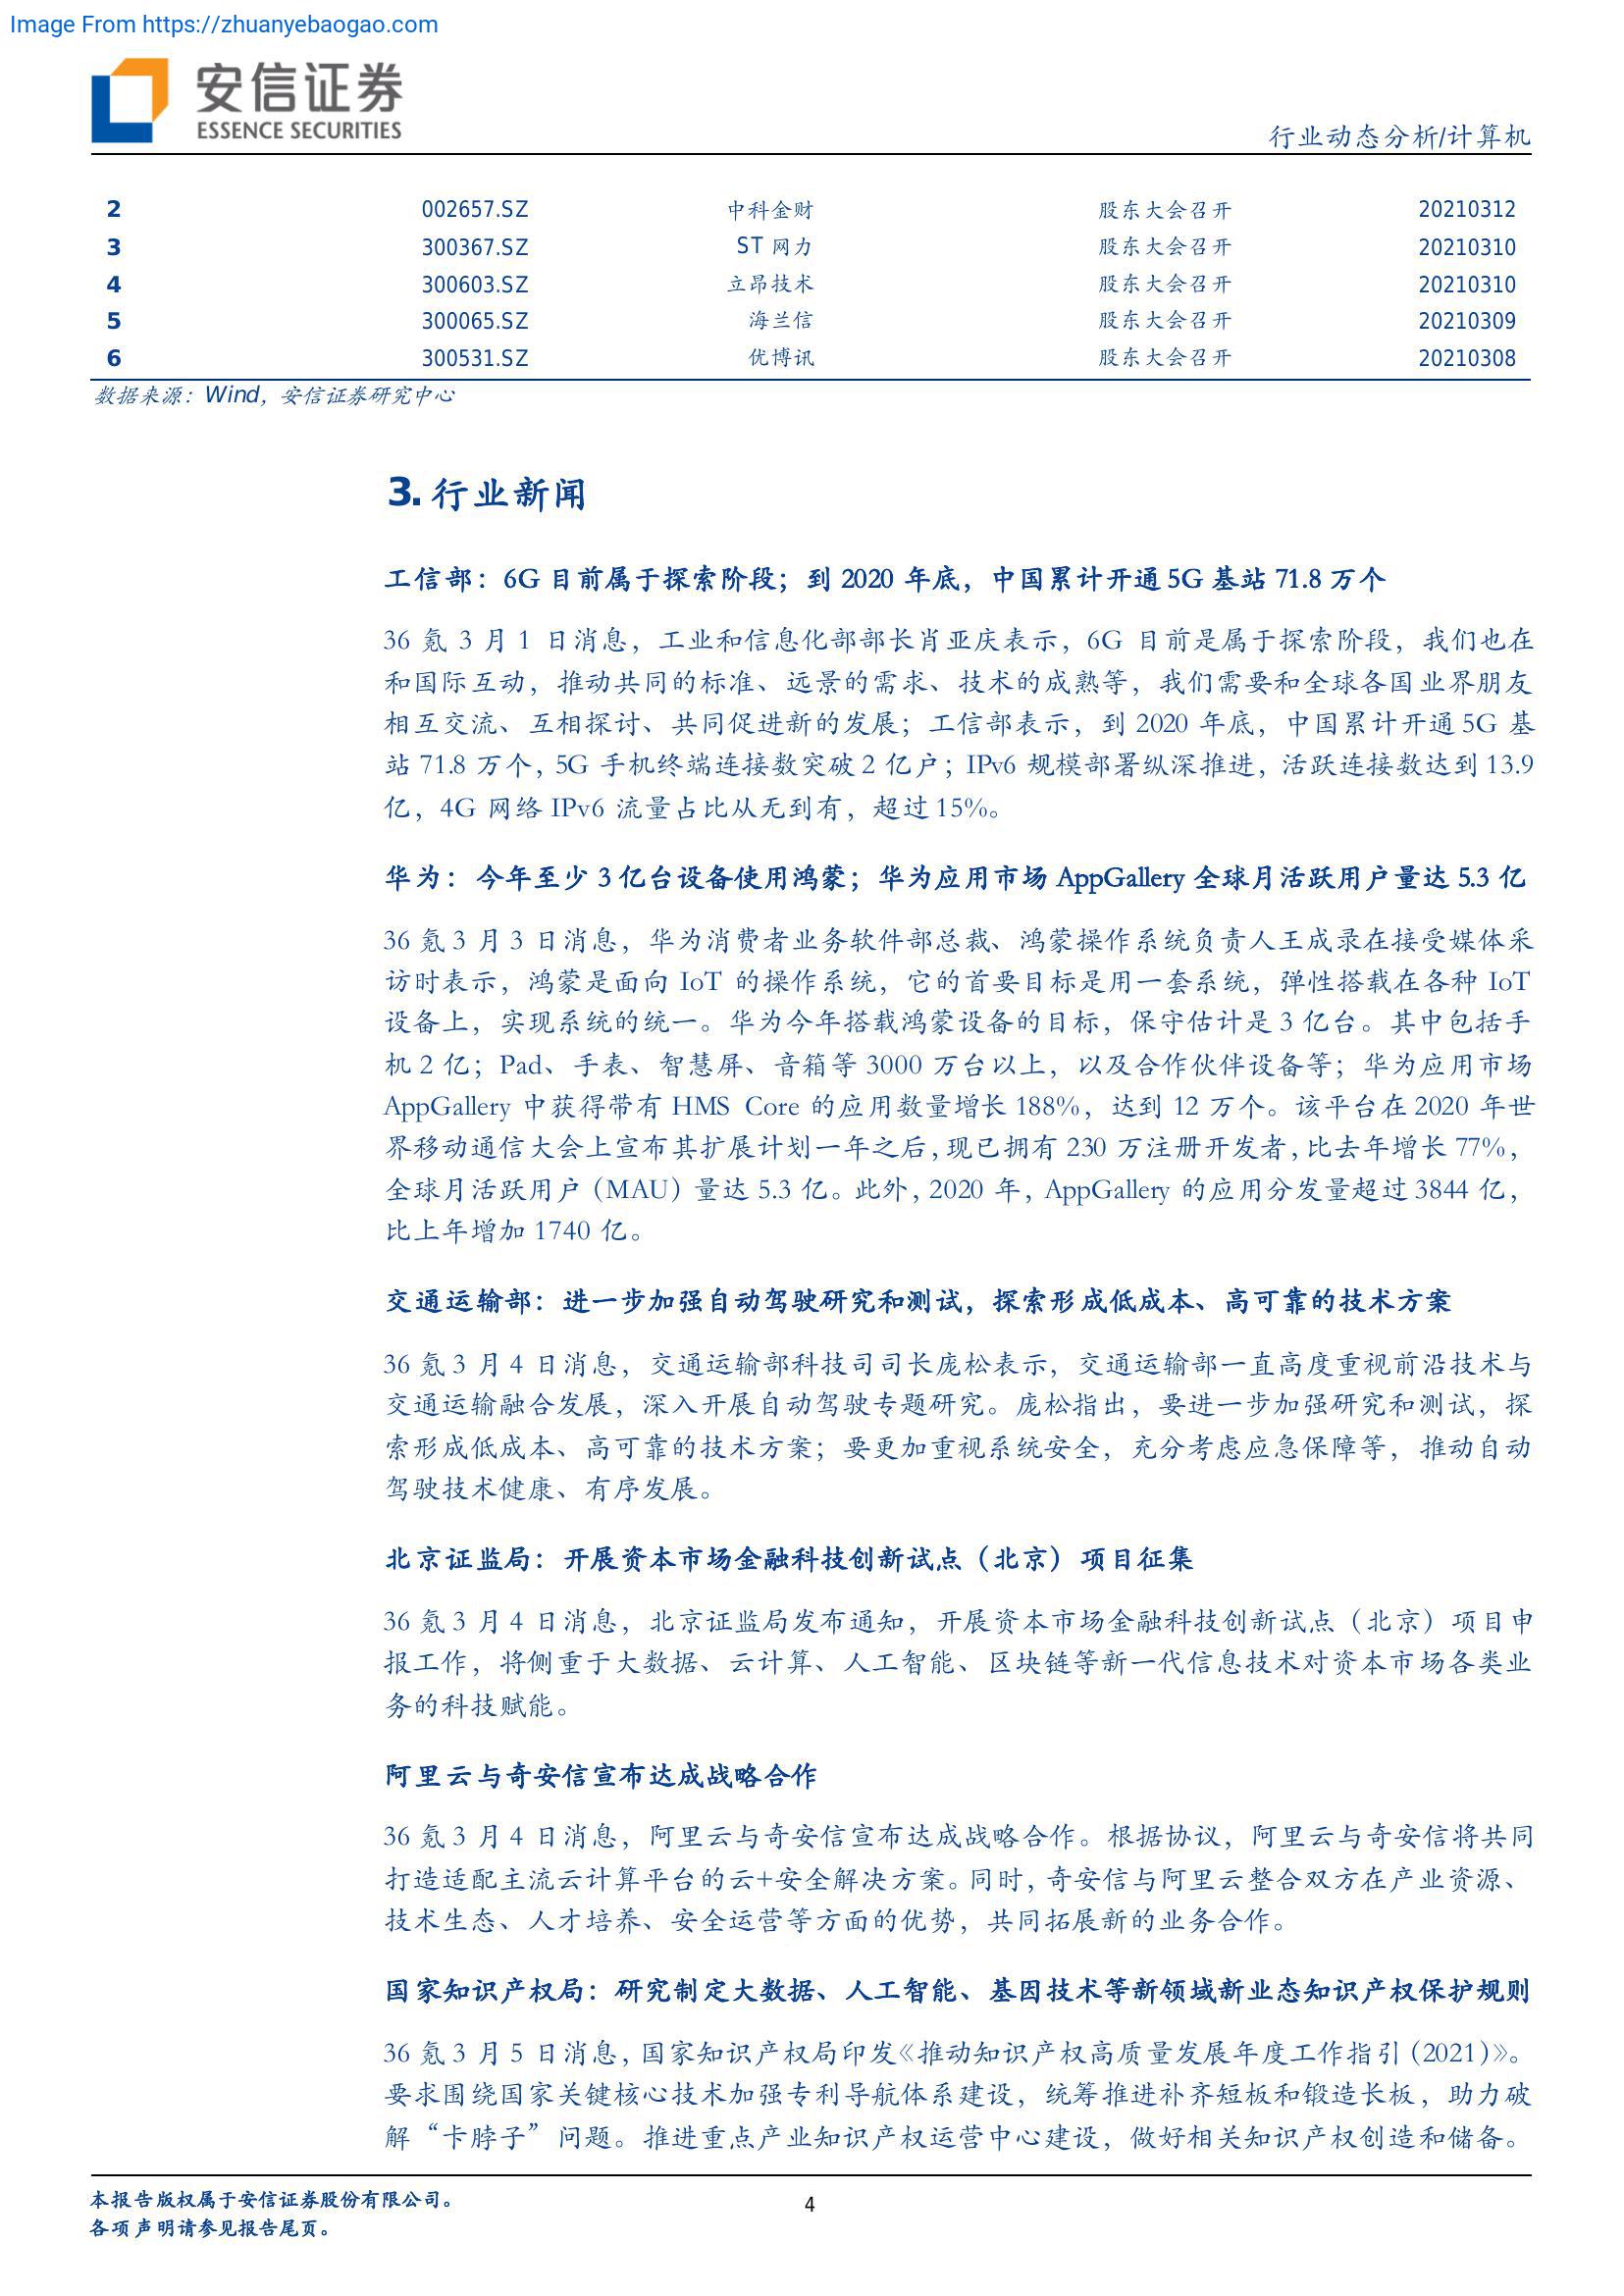 Image From https://zhuanyebaogao.com
安信证券
ESSENCE SECURITIES
行业动态分析/计算机
2 002657.SZ 中科金财 股东大会召开 20210312
3 300367.SZ ST 网力 股东大会召开 20210310
4 300603.SZ 立昂技术 股东大会召开 20210310
5 300065.SZ 海兰信 股东大会召开 20210309
6 300531.SZ 优博讯 股东大会召开 20210308
数据来源：Wind，安信证券研究中心
3. 行业新闻
工信部：6G 目前属于探索阶段；到 2020 年底，中国累计开通 5G 基站 71.8 万个
36 氪 3 月 1 日消息，工业和信息化部部长肖亚庆表示，6G 目前是属于探索阶段，我们也在
和国际互动，推动共同的标准、远景的需求、技术的成熟等，我们需要和全球各国业界朋友
相互交流、互相探讨、共同促进新的发展；工信部表示，到 2020 年底，中国累计开通 5G 基
站 71.8 万个，5G 手机终端连接数突破 2 亿户；IPv6 规模部署纵深推进，活跃连接数达到 13.9
亿，4G 网络 IPv6 流量占比从无到有，超过 15%。
华为：今年至少 3 亿台设备使用鸿蒙；华为应用市场 AppGallery 全球月活跃用户量达 5.3 亿
36 氪 3 月 3 日消息，华为消费者业务软件部总裁、鸿蒙操作系统负责人王成录在接受媒体采
访时表示，鸿蒙是面向 IoT 的操作系统，它的首要目标是用一套系统，弹性搭载在各种 IoT
设备上，实现系统的统一。华为今年搭载鸿蒙设备的目标，保守估计是 3 亿台。其中包括手
机 2 亿；Pad、手表、智慧屏、音箱等 3000 万台以上，以及合作伙伴设备等；华为应用市场
AppGallery 中获得带有 HMS Core 的应用数量增长 188%，达到 12 万个。该平台在 2020 年世
界移动通信大会上宣布其扩展计划一年之后，现已拥有 230 万注册开发者，比去年增长 77%，
全球月活跃用户（MAU）量达 5.3 亿。此外，2020 年，AppGallery 的应用分发量超过 3844 亿，
比上年增加 1740 亿。
交通运输部：进一步加强自动驾驶研究和测试，探索形成低成本、高可靠的技术方案
36 氪 3 月 4 日消息，交通运输部科技司司长庞松表示，交通运输部一直高度重视前沿技术与
交通运输融合发展，深入开展自动驾驶专题研究。庞松指出，要进一步加强研究和测试，探
索形成低成本、高可靠的技术方案；要更加重视系统安全，充分考虑应急保障等，推动自动
驾驶技术健康、有序发展。
北京证监局：开展资本市场金融科技创新试点（北京）项目征集
36 氪 3 月 4 日消息，北京证监局发布通知，开展资本市场金融科技创新试点（北京）项目申
报工作，将侧重于大数据、云计算、人工智能、区块链等新一代信息技术对资本市场各类业
务的科技赋能。
阿里云与奇安信宣布达成战略合作
36 氪 3 月 4 日消息，阿里云与奇安信宣布达成战略合作。根据协议，阿里云与奇安信将共同
打造适配主流云计算平台的云+安全解决方案。同时，奇安信与阿里云整合双方在产业资源、
技术生态、人才培养、安全运营等方面的优势，共同拓展新的业务合作。
国家知识产权局：研究制定大数据、人工智能、基因技术等新领域新业态知识产权保护规则
36 氪 3 月 5 日消息，国家知识产权局印发《推动知识产权高质量发展年度工作指引（2021）》。
要求围绕国家关键核心技术加强专利导航体系建设，统筹推进补齐短板和锻造长板，助力破
解“卡脖子”问题。推进重点产业知识产权运营中心建设，做好相关知识产权创造和储备。
本报告版权属于安信证券股份有限公司。
各项声明请参见报告尾页。
4